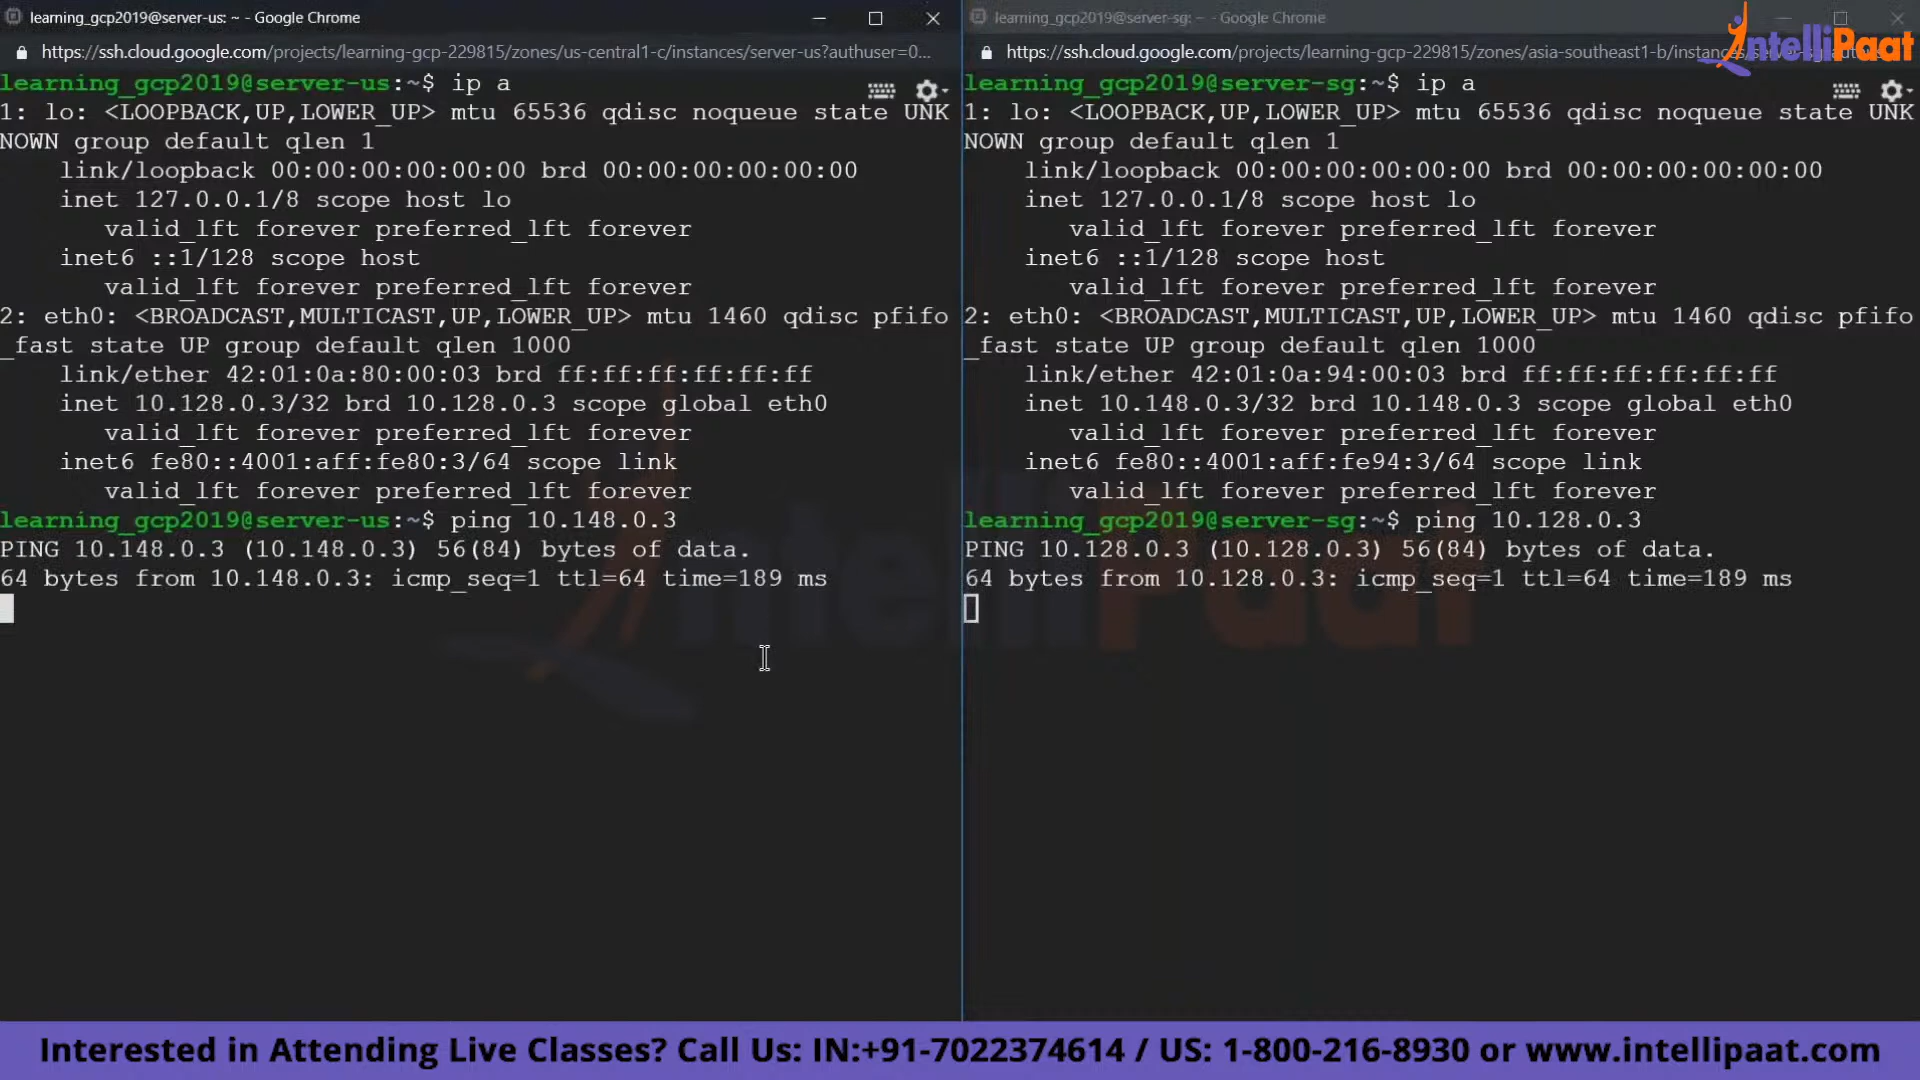 learning_gcp2019@server-us: ~ - Google Chrome
https://ssh.cloud.google.com/projects/learning-gcp-229815/zones/us-central1-c/instances/server-us?authuser=0...
learning_gcp2019@server-us:~$ ip a
1: lo: <LOOPBACK,UP,LOWER_UP> mtu 65536 qdisc noqueue state UNK
NOWN group default qlen 1
link/loopback 00:00:00:00:00:00 brd 00:00:00:00:00:00
inet 127.0.0.1/8 scope host lo
valid_lft forever preferred_lft forever
inet6 ::1/128 scope host
valid_lft forever preferred_lft forever
2: eth0: <BROADCAST,MULTICAST,UP,LOWER_UP> mtu 1460 qdisc pfifo
_fast state UP group default qlen 1000
link/ether 42:01:0a:80:00:03 brd ff:ff:ff:ff:ff:ff
inet 10.128.0.3/32 brd 10.128.0.3 scope global eth0
valid_lft forever preferred_lft forever
inet6 fe80::4001:aff:fe80:3/64 scope link
valid_lft forever preferred_lft forever
learning_gcp2019@server-us:~$ ping 10.148.0.3
PING 10.148.0.3 (10.148.0.3) 56(84) bytes of data.
64 bytes from 10.148.0.3: icmp_seq=1 ttl=64 time=189 ms
learning_gcp2019@server-sg: ~ - Google Chrome
https://ssh.cloud.google.com/projects/learning-gcp-229815/zones/asia-southeast1-b/instances
learning_gcp2019@server-sg:~$ ip a
1: lo: <LOOPBACK,UP,LOWER_UP> mtu 65536 qdisc noqueue state UNK
NOWN group default qlen 1
link/loopback 00:00:00:00:00:00 brd 00:00:00:00:00:00
inet 127.0.0.1/8 scope host lo
valid_lft forever preferred_lft forever
inet6 ::1/128 scope host
valid_lft forever preferred_lft forever
2: eth0: <BROADCAST,MULTICAST,UP,LOWER_UP> mtu 1460 qdisc pfifo
_fast state UP group default qlen 1000
link/ether 42:01:0a:94:00:03 brd ff:ff:ff:ff:ff:ff
inet 10.148.0.3/32 brd 10.148.0.3 scope global eth0
valid_lft forever preferred_lft forever
inet6 fe80::4001:aff:fe94:3/64 scope link
valid_lft forever preferred_lft forever
learning_gcp2019@server-sg:~$ ping 10.128.0.3
PING 10.128.0.3 (10.128.0.3) 56(84) bytes of data.
64 bytes from 10.128.0.3: icmp_seq=1 ttl=64 time=189 ms
IntelliPaat
IntelliPaat
Interested in Attending Live Classes? Call Us: IN:+91-7022374614 / US: 1-800-216-8930 or www.intellipaat.com